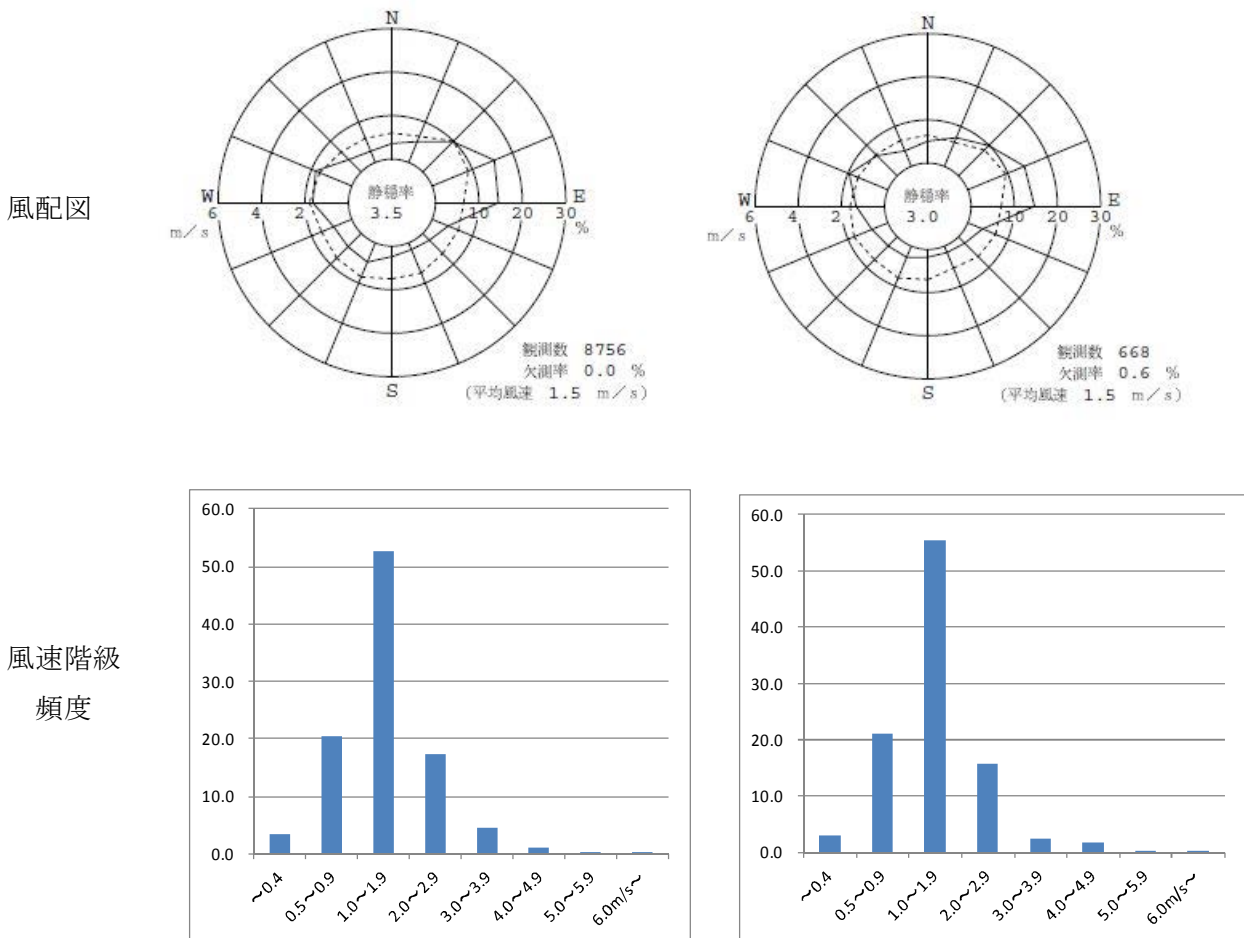 風配図
N
静穏率
3.5
W
E
6 4 2 10 20 30
m/s
%
S
観測数 8756
欠測率 0.0 %
(平均風速 1.5 m/s)
N
静穏率
3.0
W
E
6 4 2 10 20 30
m/s
%
S
観測数 668
欠測率 0.6 %
(平均風速 1.5 m/s)
風速階級
頻度
60.0
50.0
40.0
30.0
20.0
10.0
0.0
～0.4
0.5～0.9
1.0～1.9
2.0～2.9
3.0～3.9
4.0～4.9
5.0～5.9
6.0m/s～
60.0
50.0
40.0
30.0
20.0
10.0
0.0
～0.4
0.5～0.9
1.0～1.9
2.0～2.9
3.0～3.9
4.0～4.9
5.0～5.9
6.0m/s～